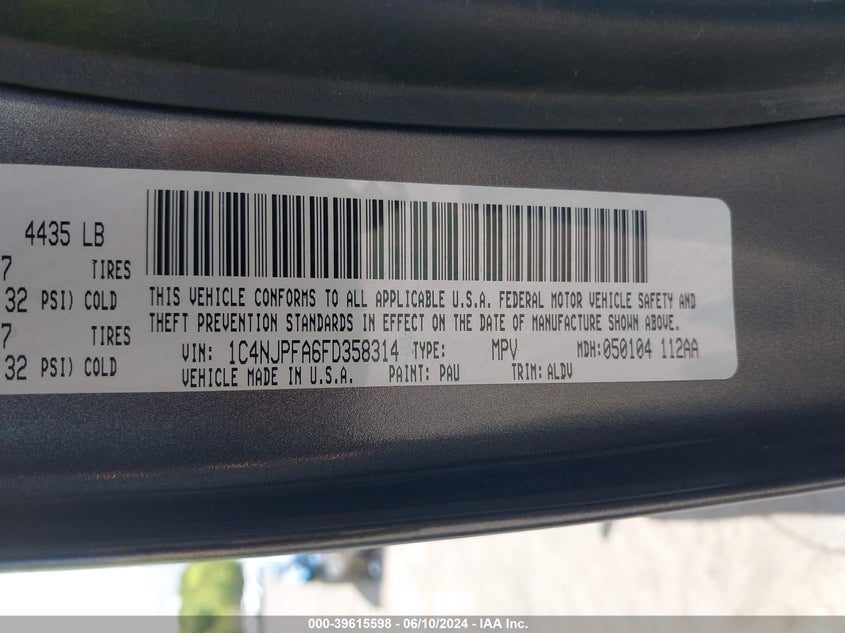 4435 LB
7 TIRES
32 PSI) COLD
7 TIRES
32 PSI) COLD
THIS VEHICLE CONFORMS TO ALL APPLICABLE U.S.A. FEDERAL MOTOR VEHICLE SAFETY AND
THEFT PREVENTION STANDARDS IN EFFECT ON THE DATE OF MANUFACTURE SHOWN ABOVE.
VIN: 1C4NJPFA6FD358314 TYPE: MPV MDH:050104 112AA
VEHICLE MADE IN U.S.A. PAINT: PAU TRIM: ALDV
000-39615598 - 06/10/2024 - IAA Inc.